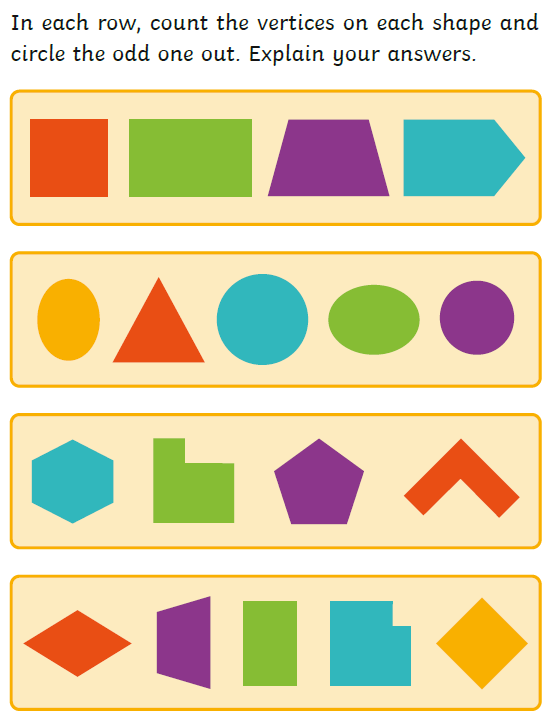 In each row, count the vertices on each shape and
circle the odd one out. Explain your answers.